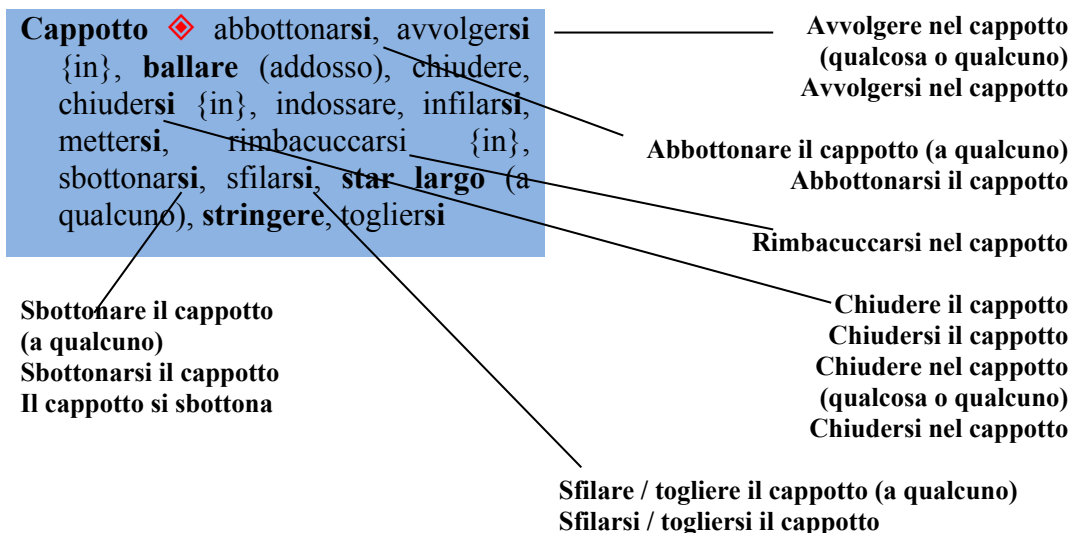 Cappotto abbottonarsi, avvolgersi
{in}, ballare (addosso), chiudere,
chiudersi {in}, indossare, infilarsi,
mettersi, rimbacuccarsi {in},
sbottonarsi, sfilarsi, star largo (a
qualcuno), stringere, togliersi
Avvolgere nel cappotto
(qualcosa o qualcuno)
Avvolgersi nel cappotto
Abbottonare il cappotto (a qualcuno)
Abbottonarsi il cappotto
Rimbacuccarsi nel cappotto
Chiudere il cappotto
Chiudersi il cappotto
Chiudere nel cappotto
(qualcosa o qualcuno)
Chiudersi nel cappotto
Sbottonare il cappotto
(a qualcuno)
Sbottonarsi il cappotto
Il cappotto si sbottona
Sfilare / togliere il cappotto (a qualcuno)
Sfilarsi / togliersi il cappotto